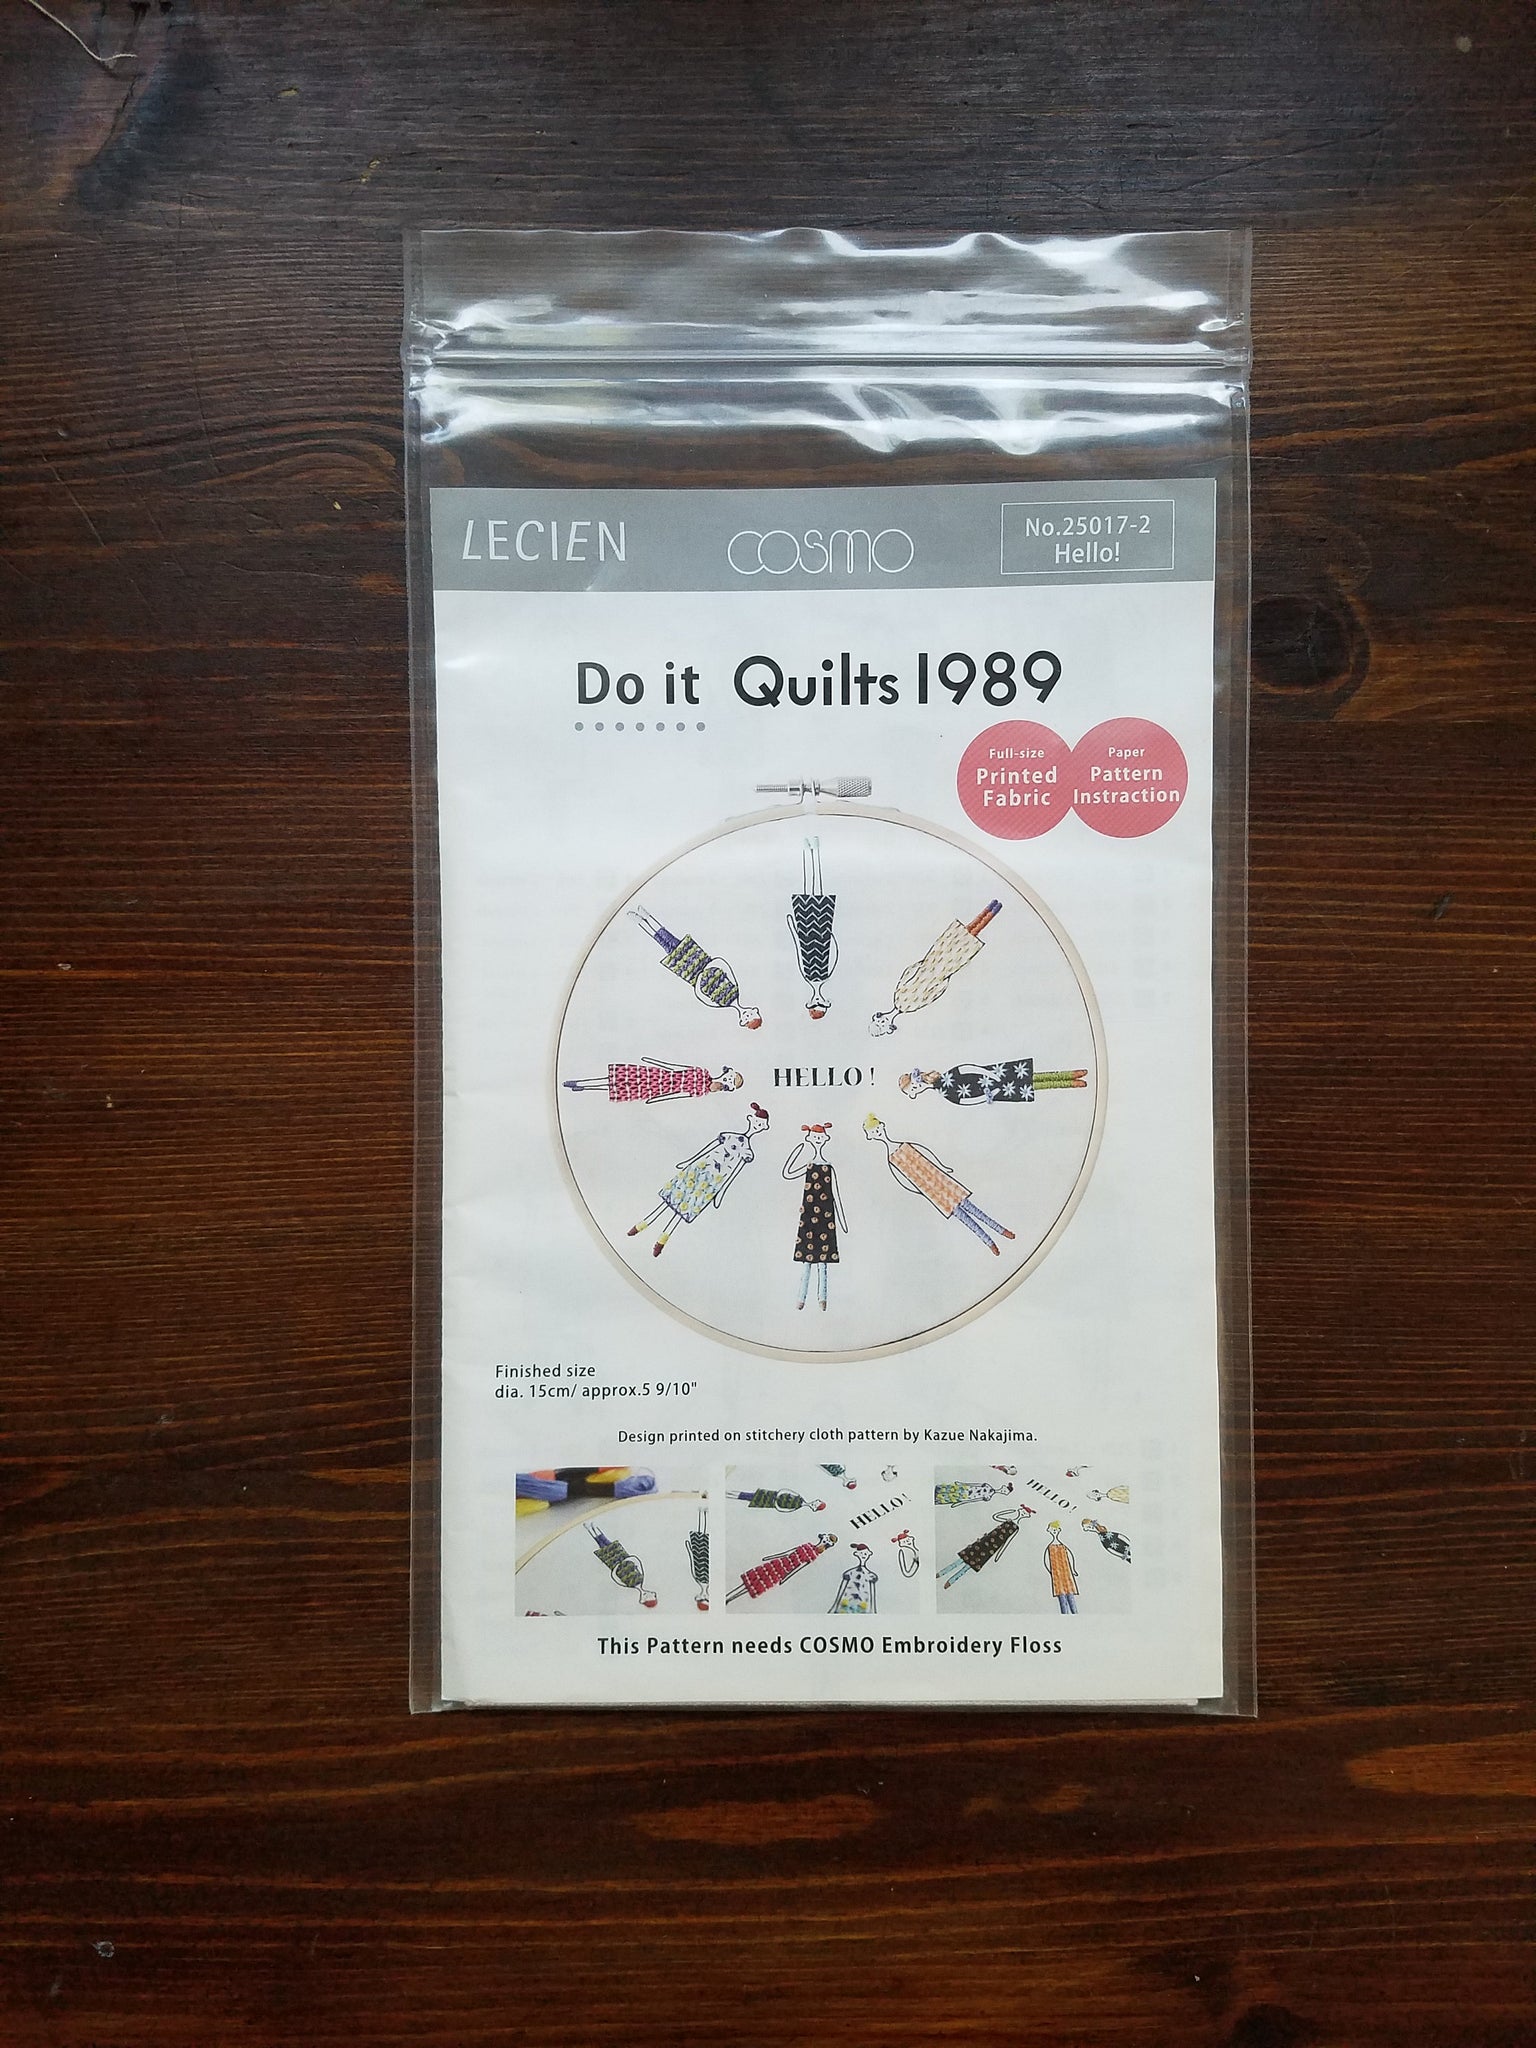 LECIEN
COSMO
No.25017-2
Hello!
Do it Quilts 1989
Full-size
Printed
Fabric
Paper
Pattern
Instraction
HELLO!
Finished size
dia. 15cm/ approx.5 9/10"
Design printed on stitchery cloth pattern by Kazue Nakajima.
HELLO!
HELLO!
This Pattern needs COSMO Embroidery Floss